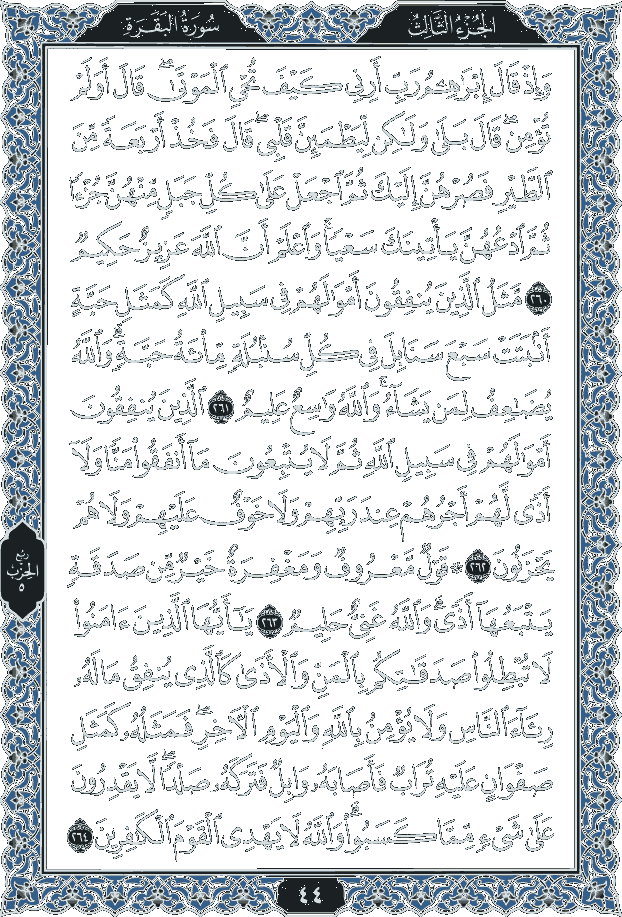 الجزء الثالث
سورة البقرة
وَإِذْ قَالَ إِبْرَٰهِـۧمُ رَبِّ أَرِنِى كَيْفَ تُحْىِ ٱلْمَوْتَىٰ ۖ قَالَ أَوَلَمْ
تُؤْمِن ۖ قَالَ بَلَىٰ وَلَـٰكِن لِّيَطْمَئِنَّ قَلْبِى ۖ قَالَ فَخُذْ أَرْبَعَةً مِّنَ
ٱلطَّيْرِ فَصُرْهُنَّ إِلَيْكَ ثُمَّ ٱجْعَلْ عَلَىٰ كُلِّ جَبَلٍ مِّنْهُنَّ جُزْءًا
ثُمَّ ٱدْعُهُنَّ يَأْتِينَكَ سَعْيًا ۚ وَٱعْلَمْ أَنَّ ٱللَّهَ عَزِيزٌ حَكِيمٌ
٢٦٠ مَّثَلُ ٱلَّذِينَ يُنفِقُونَ أَمْوَٰلَهُمْ فِى سَبِيلِ ٱللَّهِ كَمَثَلِ حَبَّةٍ
أَنۢبَتَتْ سَبْعَ سَنَابِلَ فِى كُلِّ سُنۢبُلَةٍ مِّا۟ئَةُ حَبَّةٍ ۗ وَٱللَّهُ
يُضَـٰعِفُ لِمَن يَشَآءُ ۗ وَٱللَّهُ وَٰسِعٌ عَلِيمٌ ٢٦١ ٱلَّذِينَ يُنفِقُونَ
أَمْوَٰلَهُمْ فِى سَبِيلِ ٱللَّهِ ثُمَّ لَا يُتْبِعُونَ مَآ أَنفَقُوا۟ مَنًّا وَلَآ
أَذًى ۙ لَّهُمْ أَجْرُهُمْ عِندَ رَبِّهِمْ وَلَا خَوْفٌ عَلَيْهِمْ وَلَا هُمْ
يَحْزَنُونَ ٢٦٢ ۞ قَوْلٌ مَّعْرُوفٌ وَمَغْفِرَةٌ خَيْرٌ مِّن صَدَقَةٍ
يَتْبَعُهَآ أَذًى ۗ وَٱللَّهُ غَنِىٌّ حَلِيمٌ ٢٦٣ يَـٰٓأَيُّهَا ٱلَّذِينَ ءَامَنُوا۟
لَا تُبْطِلُوا۟ صَدَقَـٰتِكُم بِٱلْمَنِّ وَٱلْأَذَىٰ كَٱلَّذِى يُنفِقُ مَالَهُۥ
رِئَآءَ ٱلنَّاسِ وَلَا يُؤْمِنُ بِٱللَّهِ وَٱلْيَوْمِ ٱلْـَٔاخِرِ ۖ فَمَثَلُهُۥ كَمَثَلِ
صَفْوَانٍ عَلَيْهِ تُرَابٌ فَأَصَابَهُۥ وَابِلٌ فَتَرَكَهُۥ صَلْدًا ۖ لَّا يَقْدِرُونَ
عَلَىٰ شَىْءٍ مِّمَّا كَسَبُوا۟ ۗ وَٱللَّهُ لَا يَهْدِى ٱلْقَوْمَ ٱلْكَـٰفِرِينَ ٢٦٤
ربع
الحزب
٥
٤٤